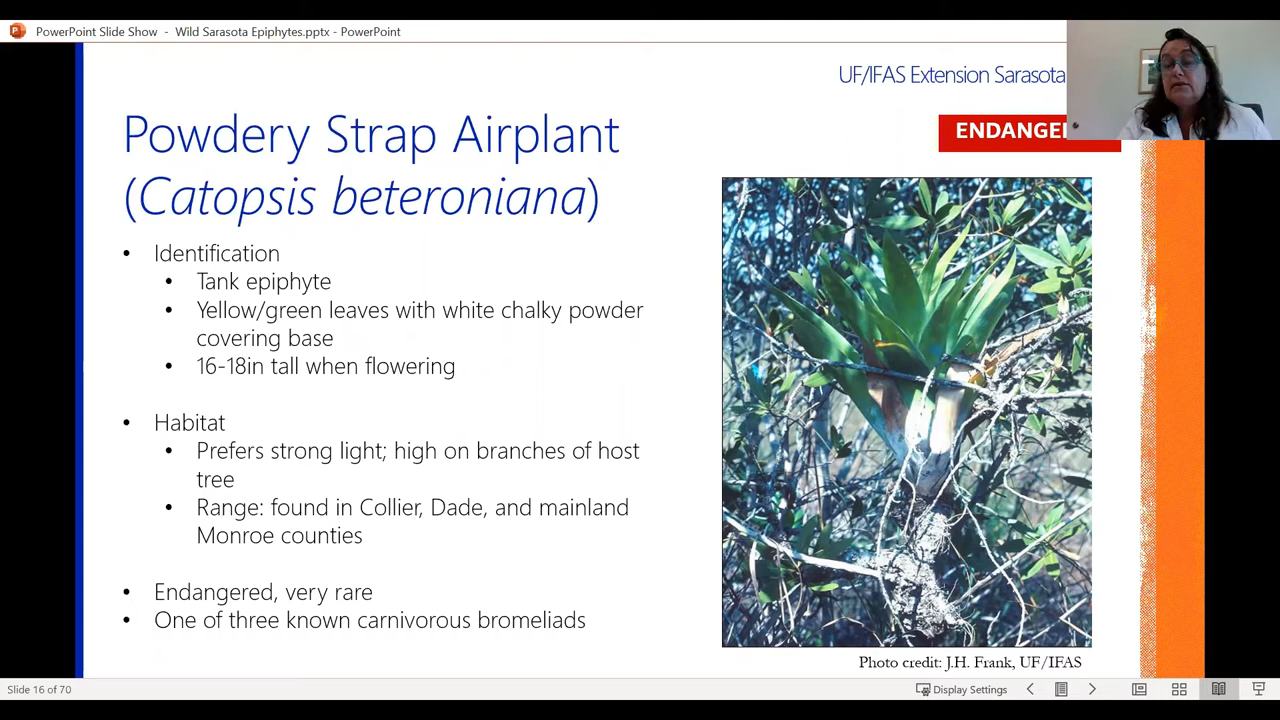 PowerPoint Slide Show - Wild Sarasota Epiphytes.pptx - PowerPoint
UF/IFAS Extension Sarasota
Powdery Strap Airplant
(Catopsis beteroniana)
• Identification
• Tank epiphyte
• Yellow/green leaves with white chalky powder
covering base
• 16-18in tall when flowering
• Habitat
• Prefers strong light; high on branches of host
tree
• Range: found in Collier, Dade, and mainland
Monroe counties
• Endangered, very rare
• One of three known carnivorous bromeliads
Photo credit: J.H. Frank, UF/IFAS
Slide 16 of 70
Display Settings